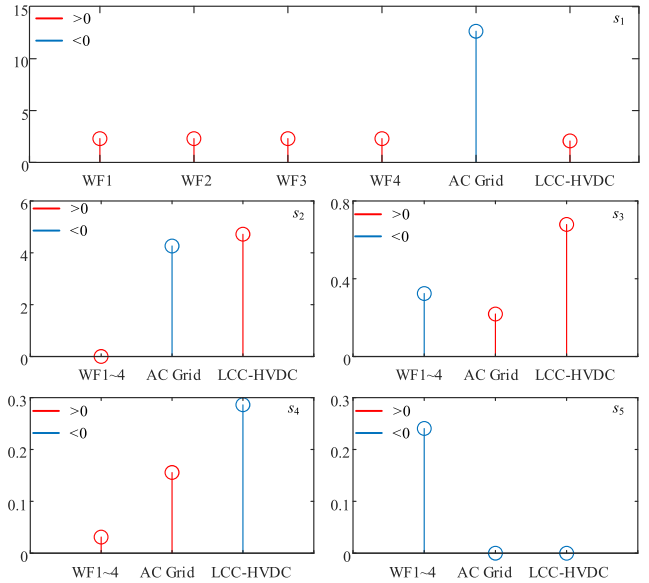 15
>0
s1
<0
10
5
0
WF1 WF2 WF3 WF4 AC Grid LCC-HVDC
6
>0
s2
<0
4
2
0
WF1~4 AC Grid LCC-HVDC
0.8
>0
s3
<0
0.4
0
WF1~4 AC Grid LCC-HVDC
0.3
>0
s4
<0
0.2
0.1
0
WF1~4 AC Grid LCC-HVDC
0.3
>0
s5
<0
0.2
0.1
0
WF1~4 AC Grid LCC-HVDC